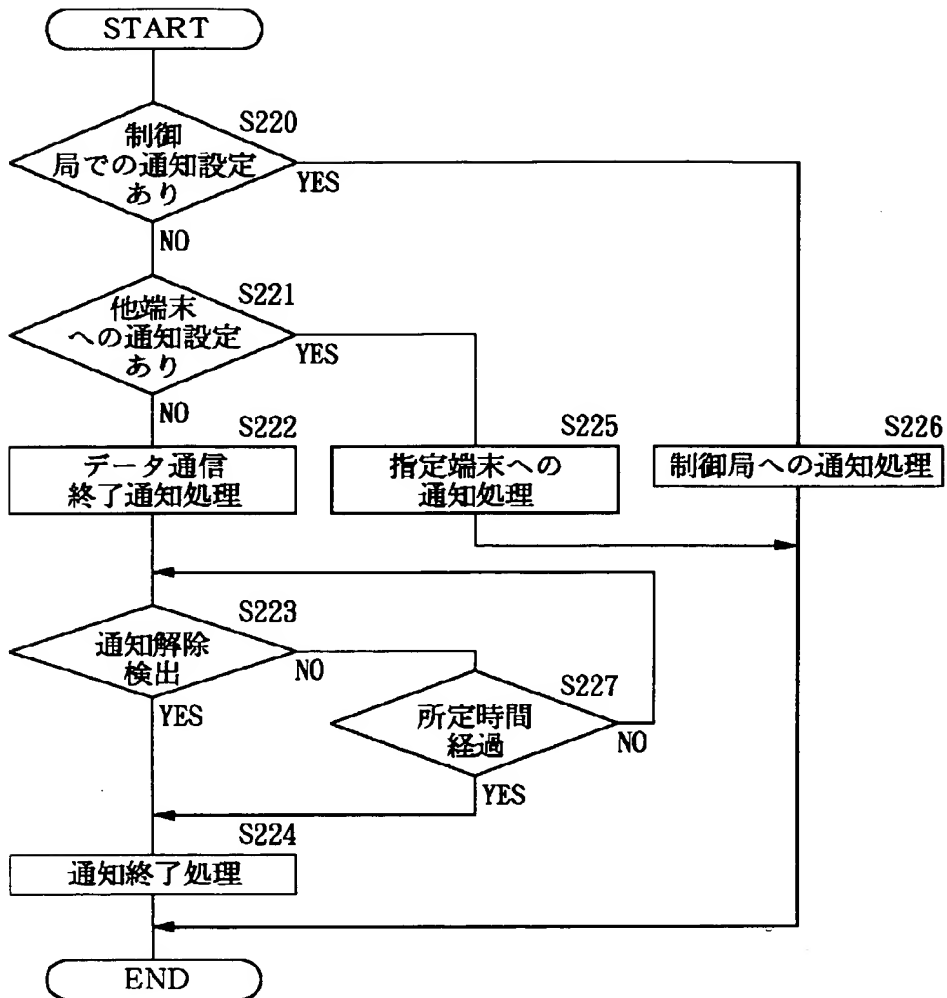 START
S220
制御
局での通知設定
あり
YES
NO
S221
他端末
への通知設定
あり
YES
NO
S222
データ通信
終了通知処理
S225
指定端末への
通知処理
S226
制御局への通知処理
S223
通知解除
検出
NO
YES
S227
所定時間
経過
NO
YES
S224
通知終了処理
END